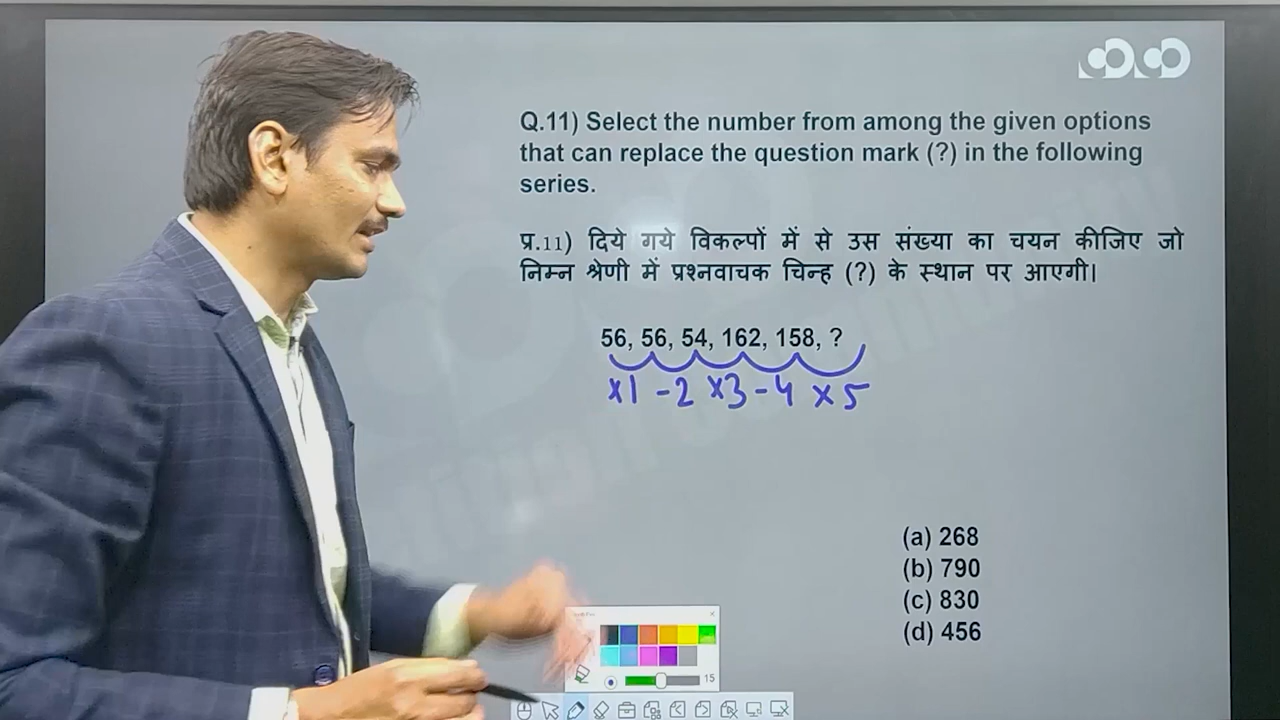 Q.11) Select the number from among the given options
that can replace the question mark (?) in the following
series.
प्र.11) दिये गये विकल्पों में से उस संख्या का चयन कीजिए जो
निम्न श्रेणी में प्रश्नवाचक चिन्ह (?) के स्थान पर आएगी।
56, 56, 54, 162, 158, ?
×1 -2 ×3 -4 ×5
(a) 268
(b) 790
(c) 830
(d) 456
15